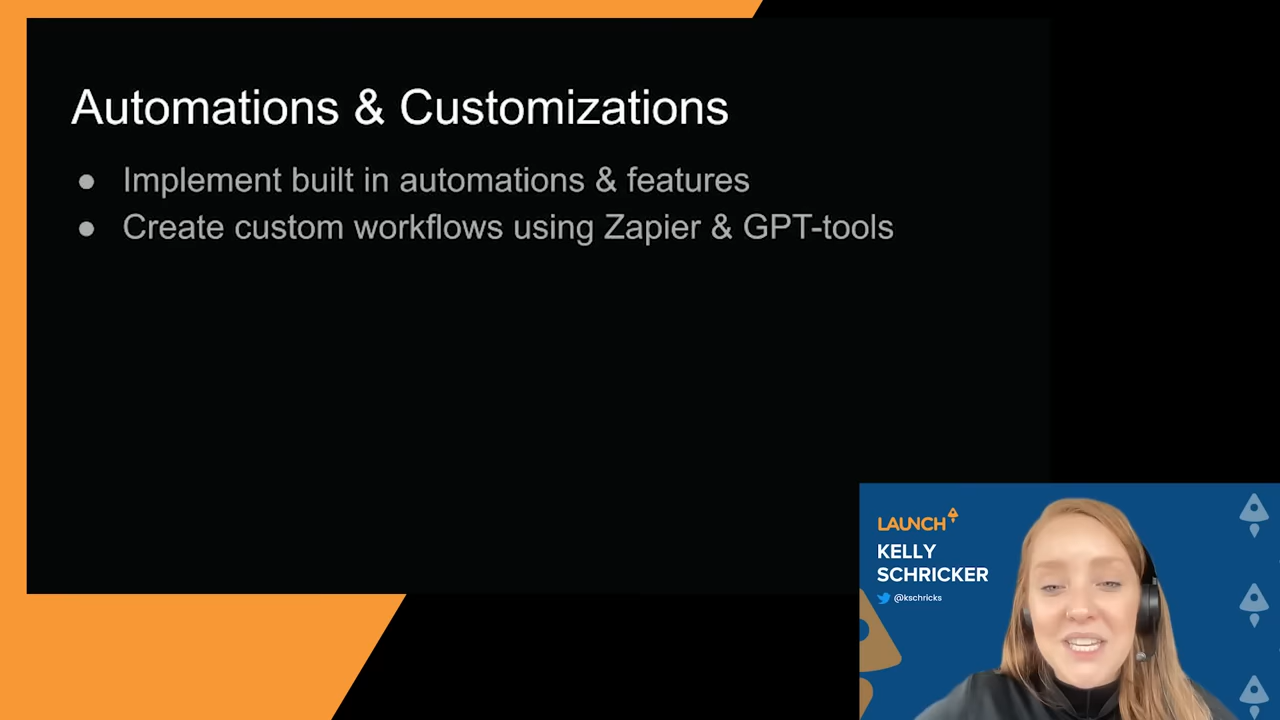 Automations & Customizations
● Implement built in automations & features
● Create custom workflows using Zapier & GPT-tools
LAUNCH
KELLY
SCHRICKER
@kschricks